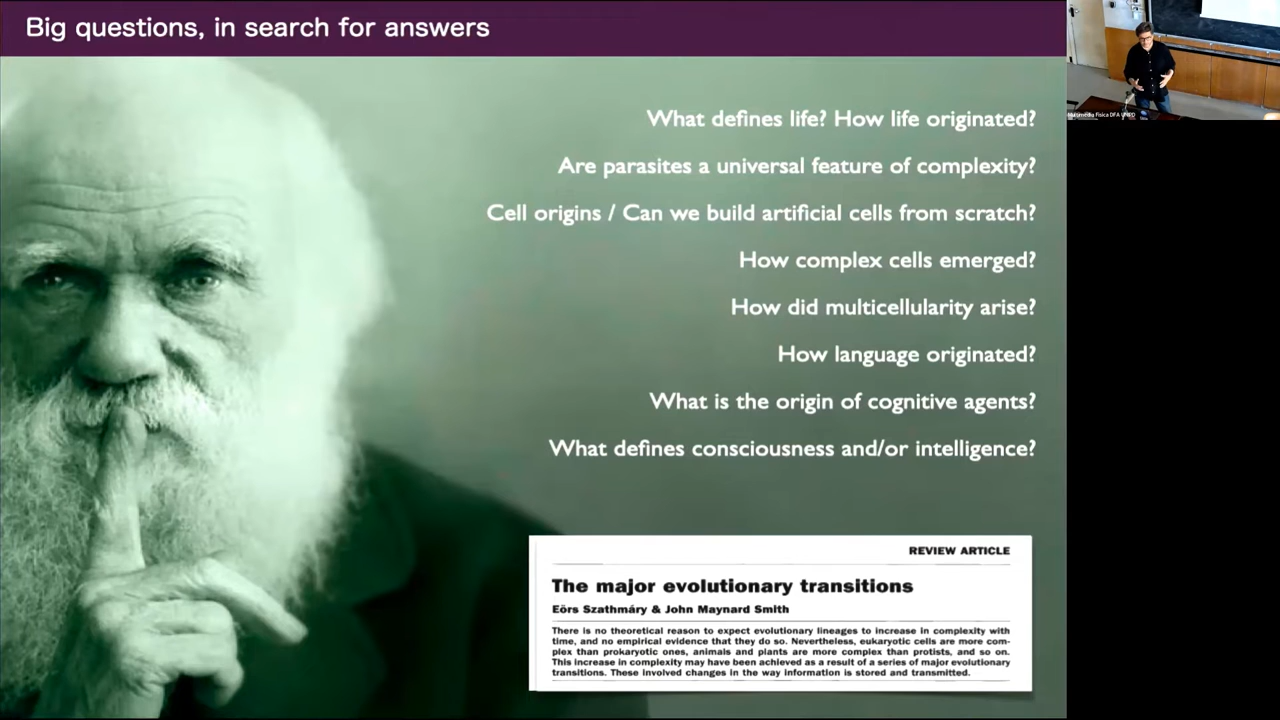 Big questions, in search for answers
What defines life? How life originated?
Are parasites a universal feature of complexity?
Cell origins / Can we build artificial cells from scratch?
How complex cells emerged?
How did multicellularity arise?
How language originated?
What is the origin of cognitive agents?
What defines consciousness and/or intelligence?
REVIEW ARTICLE
The major evolutionary transitions
Eörs Szathmáry & John Maynard Smith
There is no theoretical reason to expect evolutionary lineages to increase in complexity with
time, and no empirical evidence that they do so. Nevertheless, eukaryotic cells are more com-
plex than prokaryotic ones, animals and plants are more complex than protists, and so on.
This increase in complexity may have been achieved as a result of a series of major evolutionary
transitions. These involved changes in the way information is stored and transmitted.
Fisica DFA UNIPD